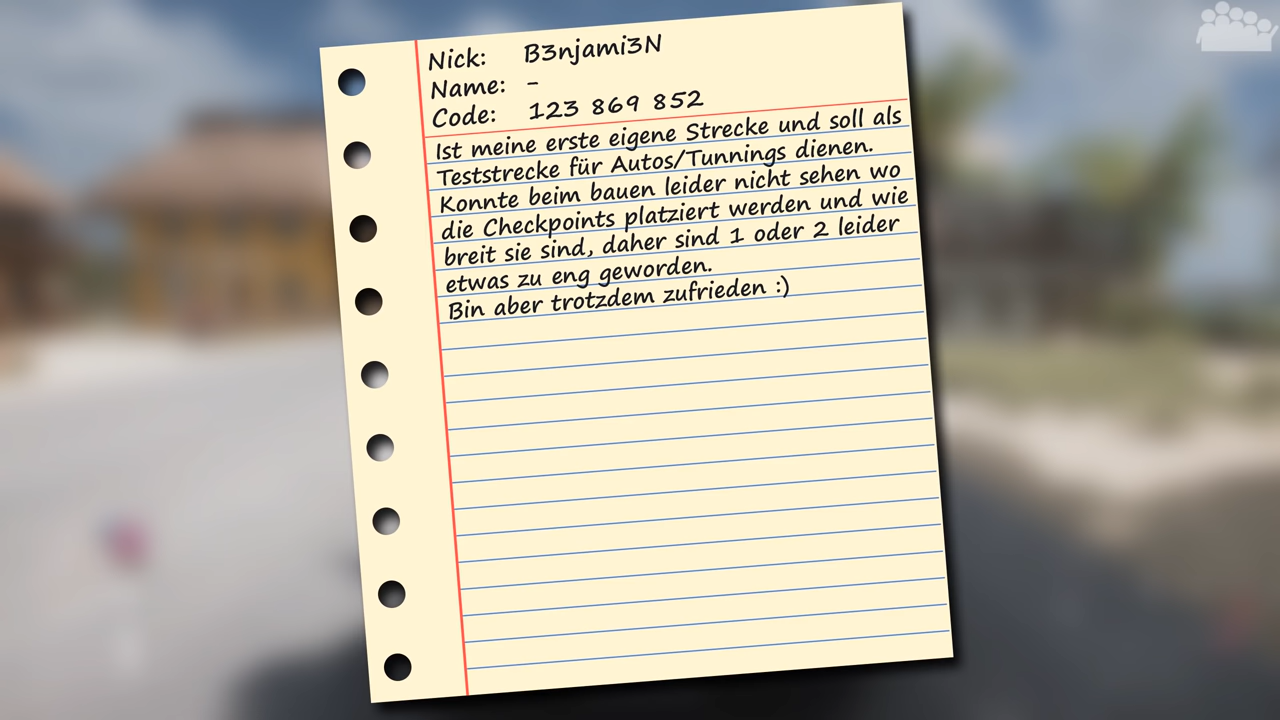 Nick: B3njami3N
Name: -
Code: 123 869 852
Ist meine erste eigene Strecke und soll als
Teststrecke für Autos/Tunnings dienen.
Konnte beim bauen leider nicht sehen wo
die Checkpoints platziert werden und wie
breit sie sind, daher sind 1 oder 2 leider
etwas zu eng geworden.
Bin aber trotzdem zufrieden :)